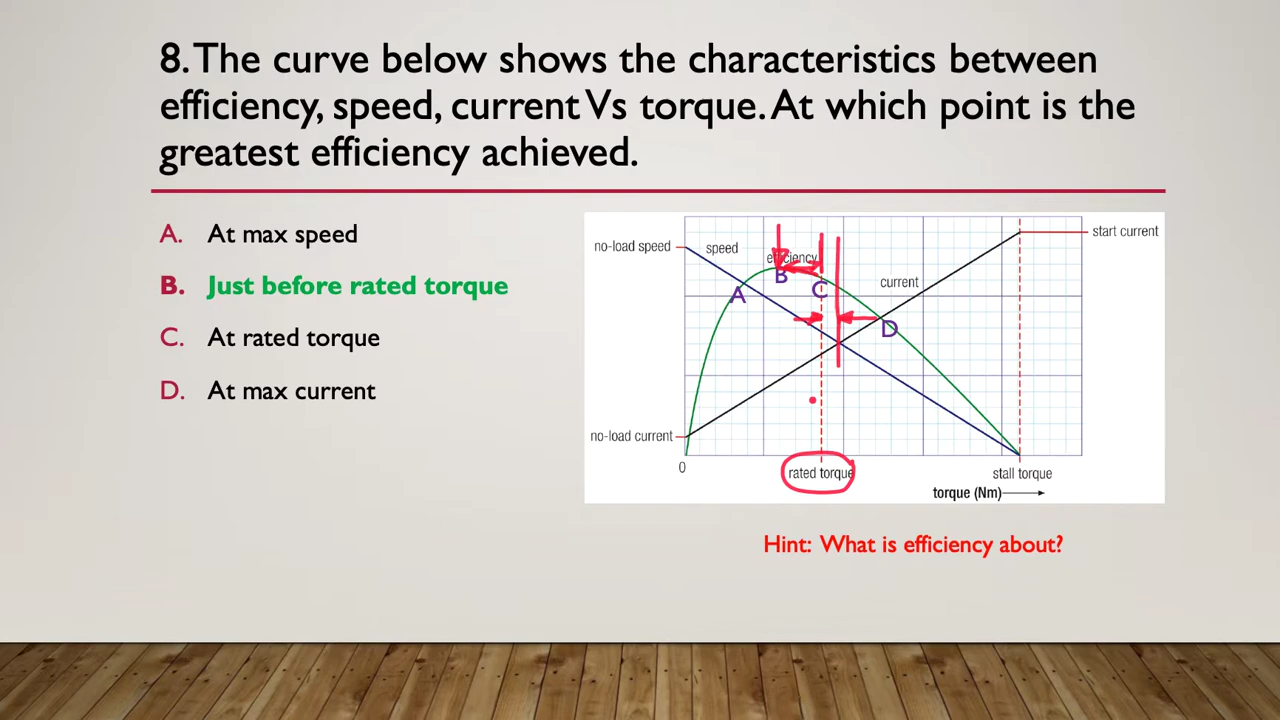 8. The curve below shows the characteristics between
efficiency, speed, current Vs torque. At which point is the
greatest efficiency achieved.
A. At max speed
B. Just before rated torque
C. At rated torque
D. At max current
no-load speed
speed
efficiency
start current
current
A
B
C
D
no-load current
0
rated torque
stall torque
torque (Nm)
Hint: What is efficiency about?